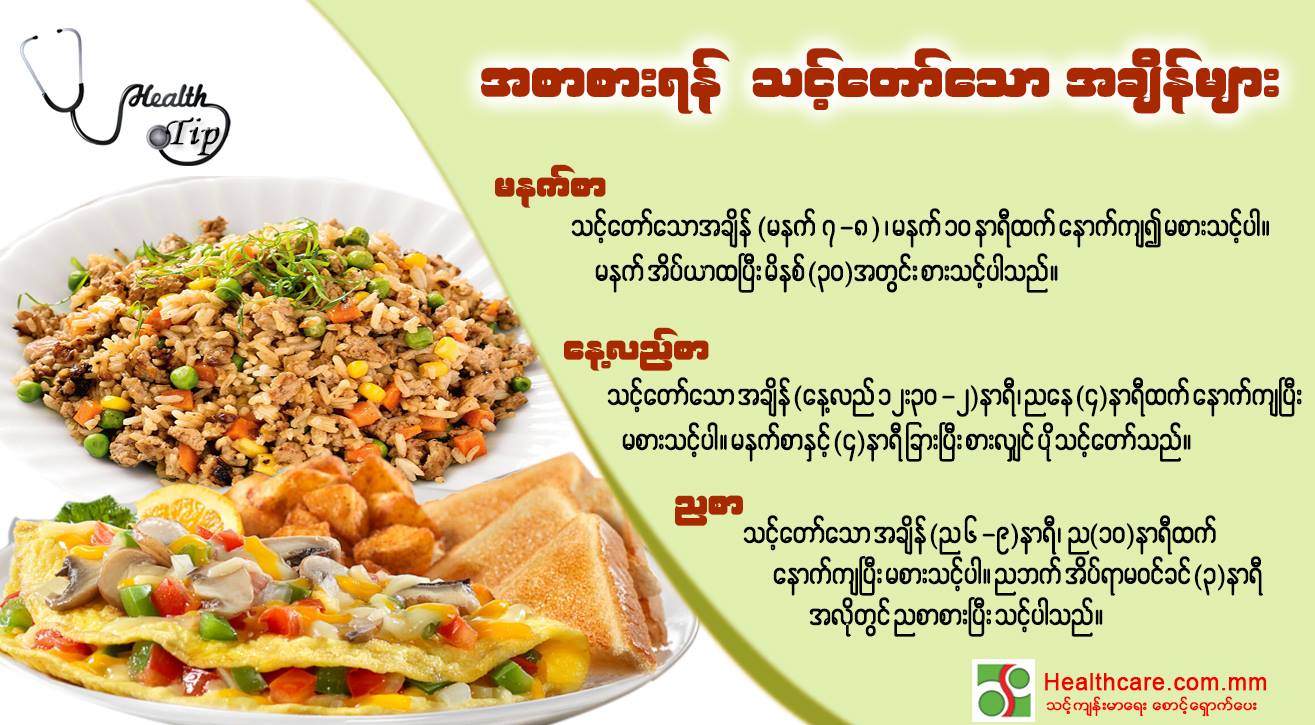 Health
Tip
အစာစားရန် သင့်တော်သော အချိန်များ
မနက်စာ
သင့်တော်သောအချိန် (မနက် ၇ – ၈ ) ၊ မနက် ၁၀ နာရီထက် နောက်ကျ၍ မစားသင့်ပါ။
မနက် အိပ်ယာထပြီး မိနစ် (၃၀)အတွင်း စားသင့်ပါသည်။
နေ့လည်စာ
သင့်တော်သော အချိန် (နေ့လည် ၁၂း၃၀ – ၂)နာရီ၊ ညနေ (၄)နာရီထက် နောက်ကျပြီး
မစားသင့်ပါ။ မနက်စာနှင့် (၄)နာရီ ခြားပြီး စားလျှင် ပို သင့်တော်သည်။
ညစာ
သင့်တော်သော အချိန် (ည ၆ – ၉)နာရီ၊ ည(၁၀)နာရီထက်
နောက်ကျပြီး မစားသင့်ပါ။ ညဘက် အိပ်ရာမဝင်ခင် (၃)နာရီ
အလိုတွင် ညစာစားပြီး သင့်ပါသည်။
Healthcare.com.mm
သင့်ကျန်းမာရေး စောင့်ရှောက်ပေး